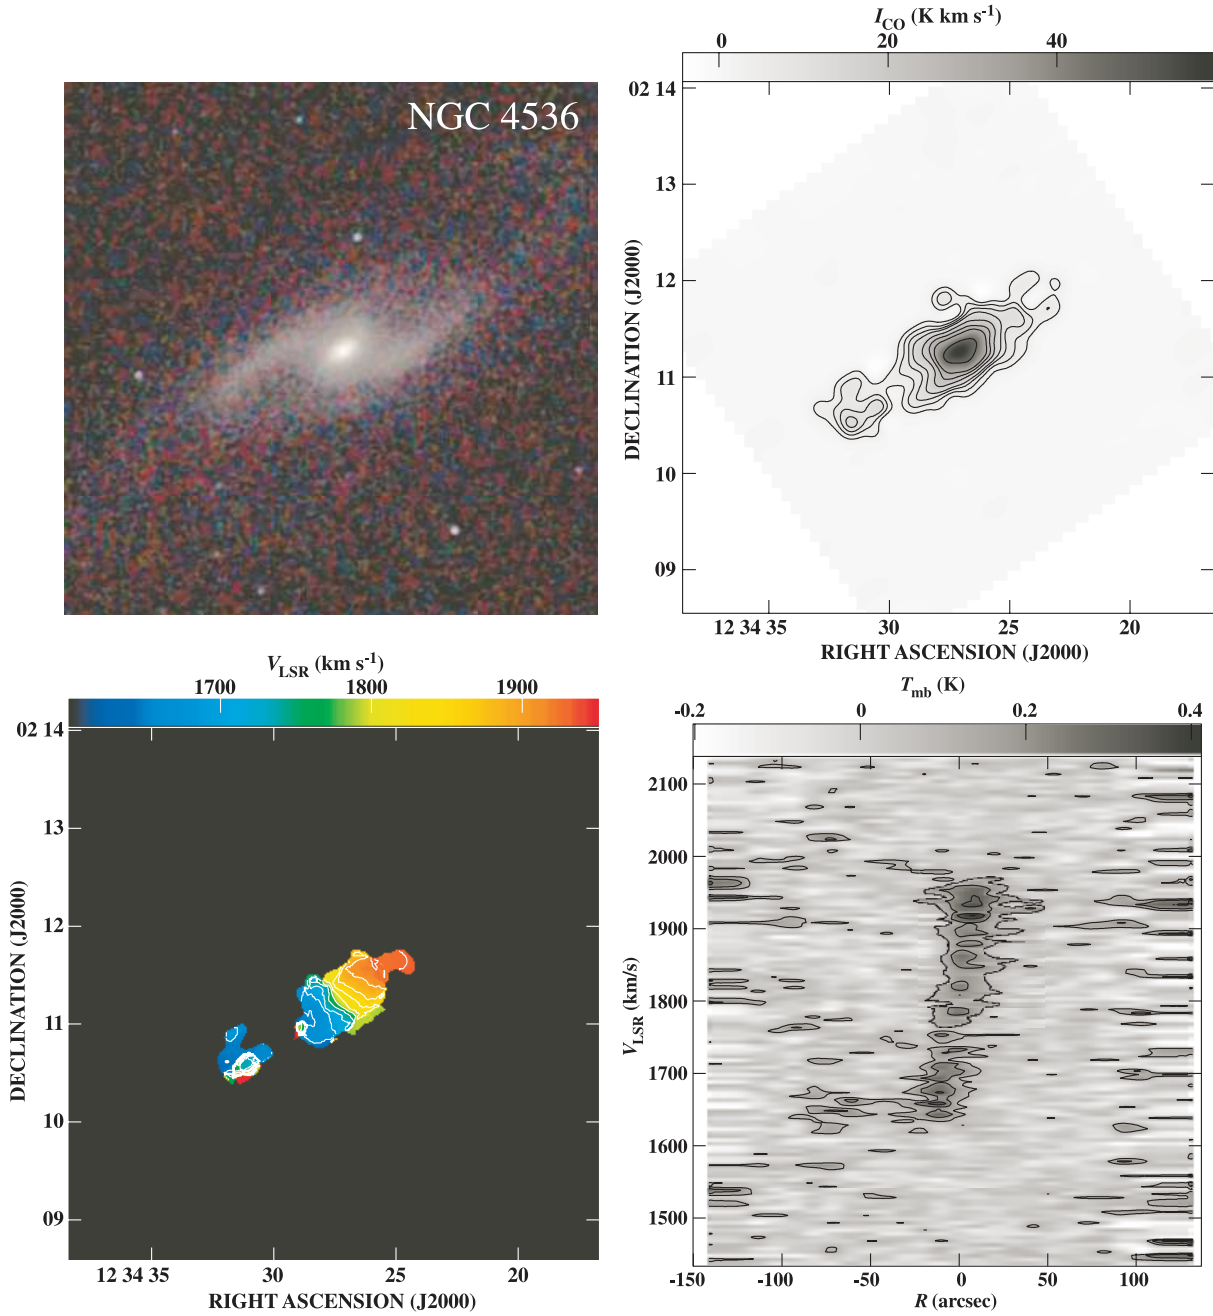 NGC 4536
I_CO (K km s-1)
0 20 40
02 14
13
12
11
10
09
DECLINATION (J2000)
12 34 35 30 25 20
RIGHT ASCENSION (J2000)
V_LSR (km s-1)
1700 1800 1900
02 14
13
12
11
10
09
DECLINATION (J2000)
12 34 35 30 25 20
RIGHT ASCENSION (J2000)
T_mb (K)
-0.2 0 0.2 0.4
2100
2000
1900
1800
1700
1600
1500
V_LSR (km/s)
-150 -100 -50 0 50 100
R (arcsec)